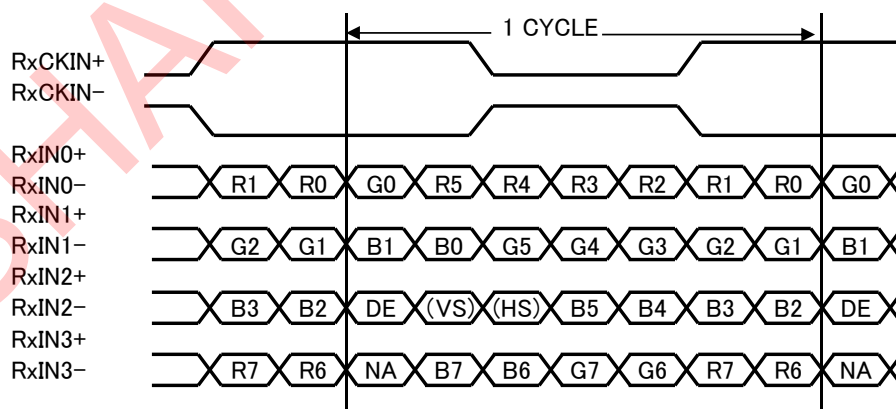 1 CYCLE
RxCKIN+
RxCKIN-
RxIN0+
RxIN0- R1 R0 G0 R5 R4 R3 R2 R1 R0 G0
RxIN1+
RxIN1- G2 G1 B1 B0 G5 G4 G3 G2 G1 B1
RxIN2+
RxIN2- B3 B2 DE (VS) (HS) B5 B4 B3 B2 DE
RxIN3+
RxIN3- R7 R6 NA B7 B6 G7 G6 R7 R6 NA